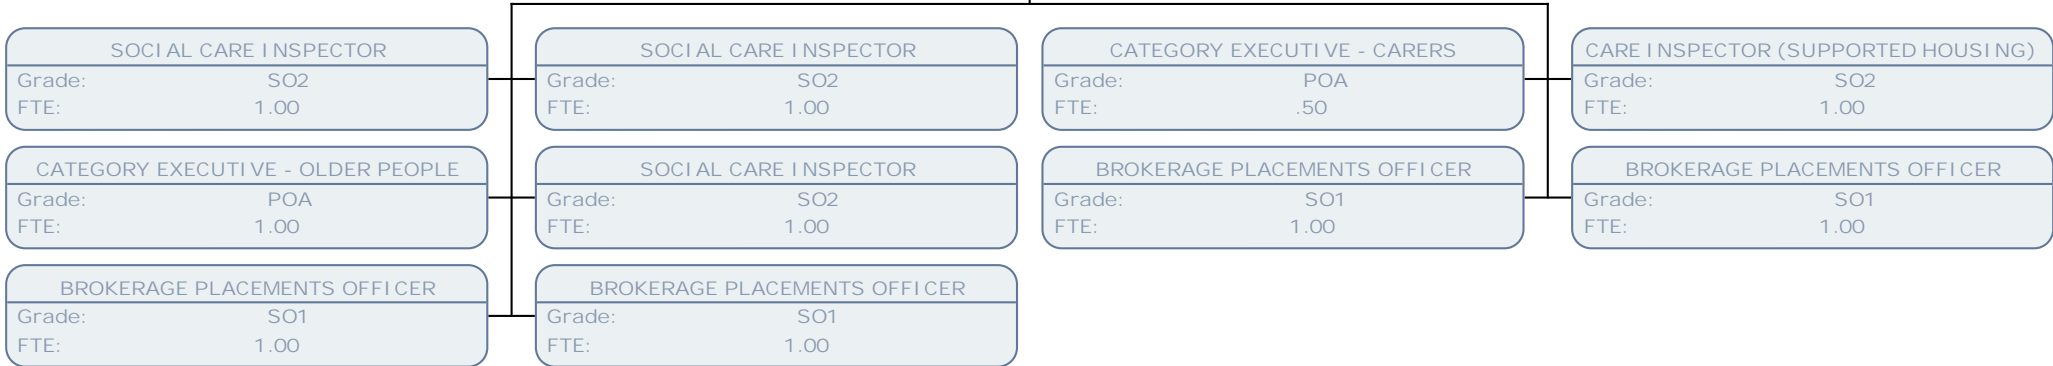 SOCIAL CARE INSPECTOR
Grade: SO2
FTE: 1.00
SOCIAL CARE INSPECTOR
Grade: SO2
FTE: 1.00
CATEGORY EXECUTIVE - CARERS
Grade: POA
FTE: .50
CARE INSPECTOR (SUPPORTED HOUSING)
Grade: SO2
FTE: 1.00
CATEGORY EXECUTIVE - OLDER PEOPLE
Grade: POA
FTE: 1.00
SOCIAL CARE INSPECTOR
Grade: SO2
FTE: 1.00
BROKERAGE PLACEMENTS OFFICER
Grade: SO1
FTE: 1.00
BROKERAGE PLACEMENTS OFFICER
Grade: SO1
FTE: 1.00
BROKERAGE PLACEMENTS OFFICER
Grade: SO1
FTE: 1.00
BROKERAGE PLACEMENTS OFFICER
Grade: SO1
FTE: 1.00